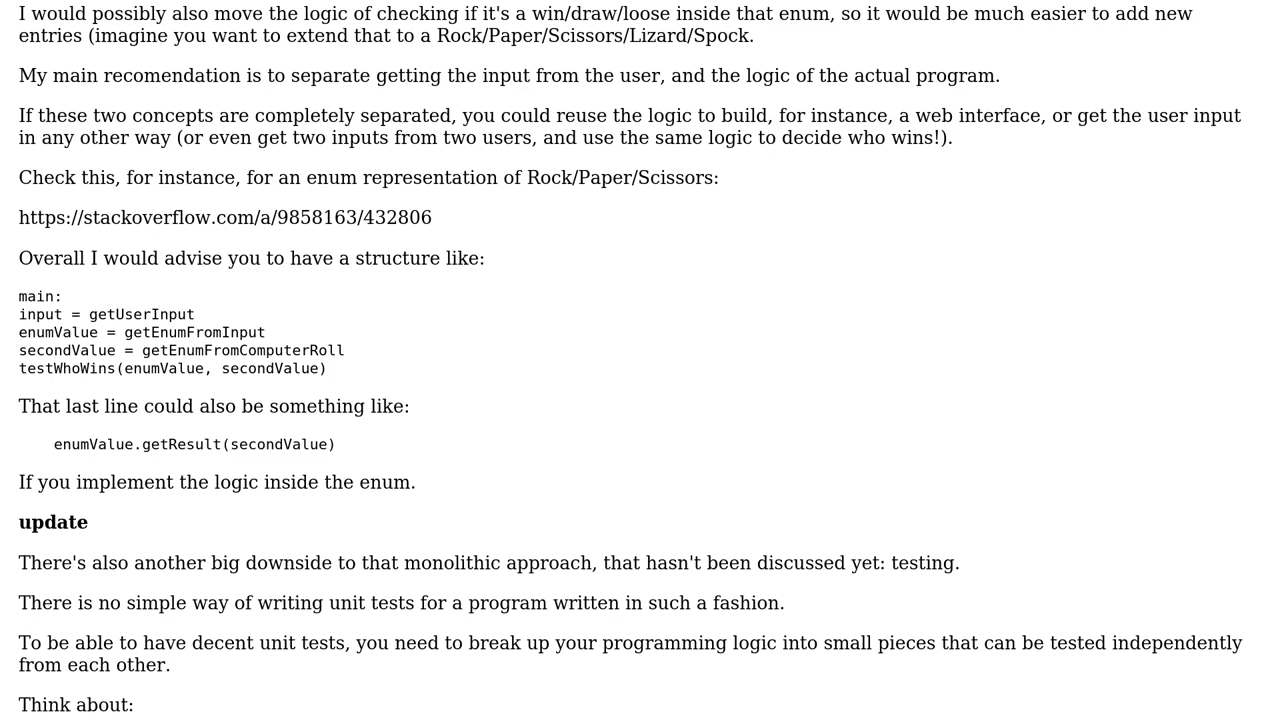 I would possibly also move the logic of checking if it's a win/draw/loose inside that enum, so it would be much easier to add new
entries (imagine you want to extend that to a Rock/Paper/Scissors/Lizard/Spock.
My main recomendation is to separate getting the input from the user, and the logic of the actual program.
If these two concepts are completely separated, you could reuse the logic to build, for instance, a web interface, or get the user input
in any other way (or even get two inputs from two users, and use the same logic to decide who wins!).
Check this, for instance, for an enum representation of Rock/Paper/Scissors:
https://stackoverflow.com/a/9858163/432806
Overall I would advise you to have a structure like:
main:
input = getUserInput
enumValue = getEnumFromInput
secondValue = getEnumFromComputerRoll
testWhoWins(enumValue, secondValue)
That last line could also be something like:
    enumValue.getResult(secondValue)
If you implement the logic inside the enum.
update
There's also another big downside to that monolithic approach, that hasn't been discussed yet: testing.
There is no simple way of writing unit tests for a program written in such a fashion.
To be able to have decent unit tests, you need to break up your programming logic into small pieces that can be tested independently
from each other.
Think about: